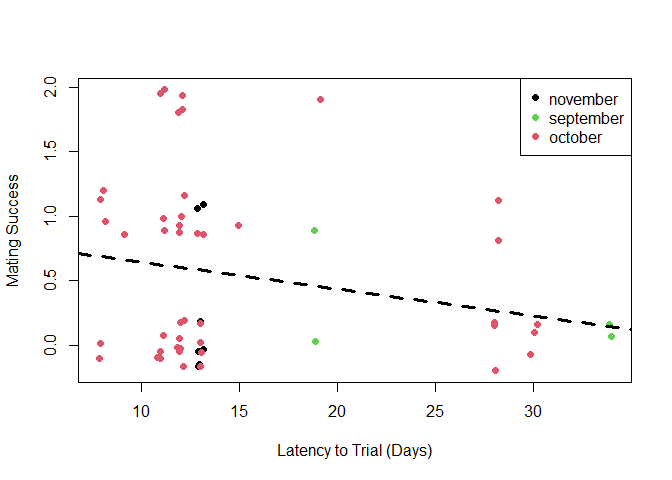 2.0
1.5
1.0
0.5
0.0
Mating Success
november
september
october
10 15 20 25 30
Latency to Trial (Days)